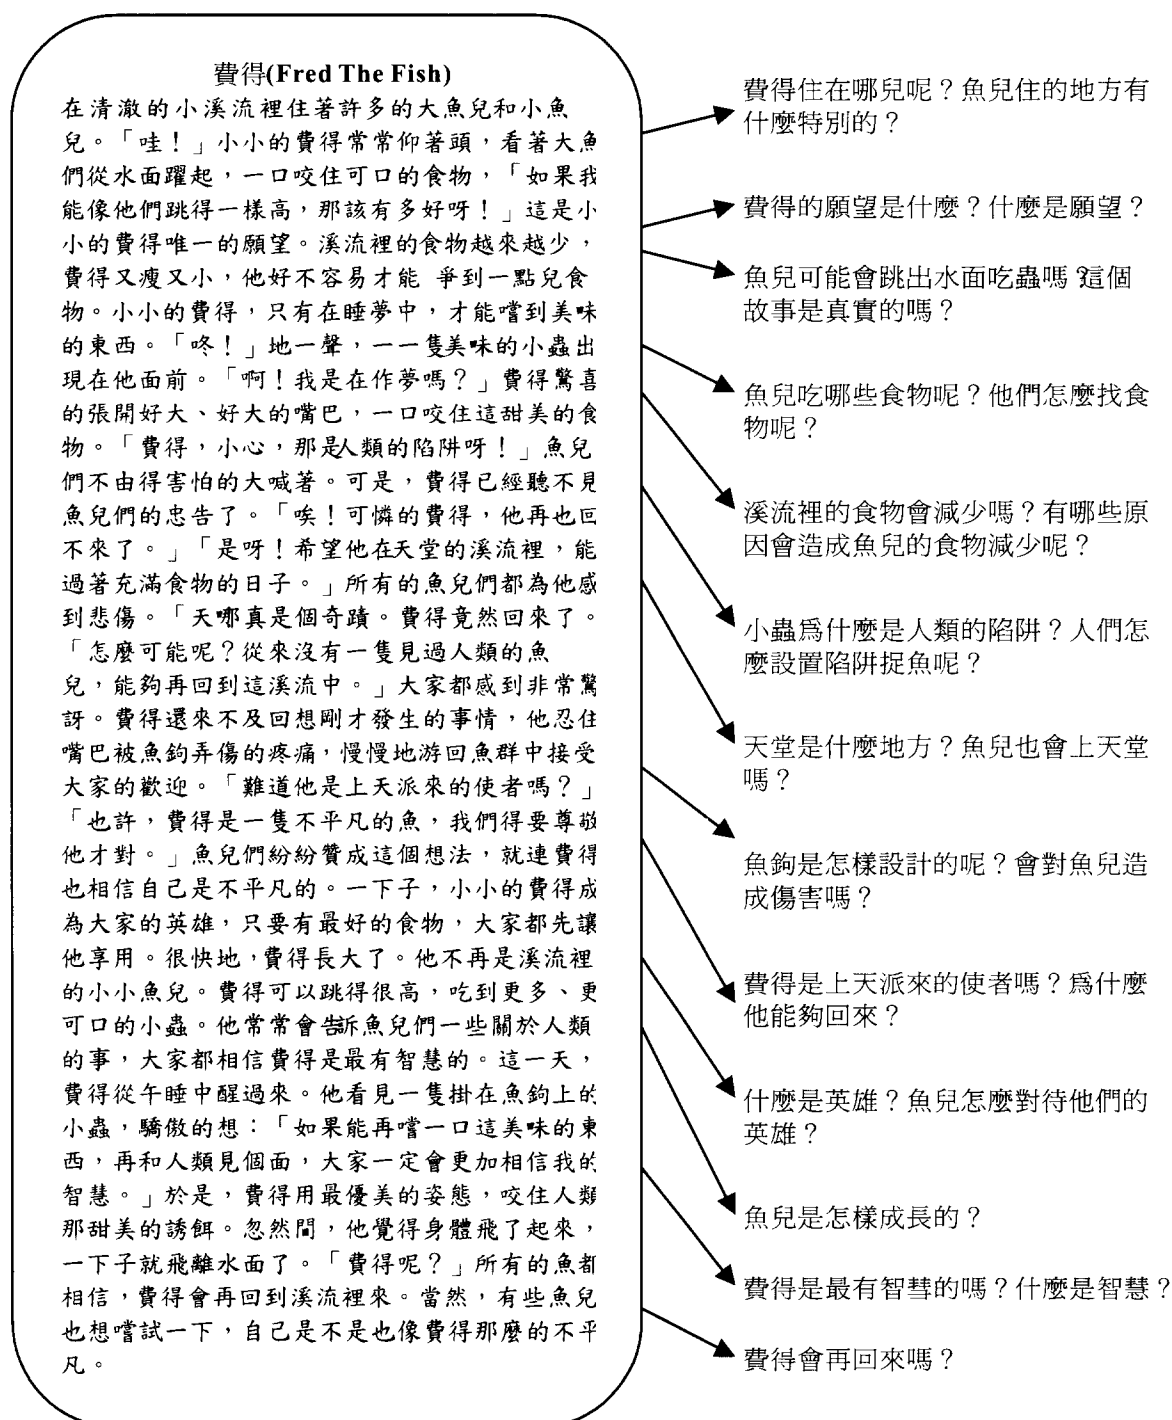 費得(Fred The Fish)
在清澈的小溪流裡住著許多的大魚兒和小魚
兒。「哇！」小小的費得常常仰著頭，看著大魚
們從水面躍起，一口咬住可口的食物，「如果我
能像他們跳得一樣高，那該有多好呀！」這是小
小的費得唯一的願望。溪流裡的食物越來越少，
費得又瘦又小，他好不容易才能 爭到一點兒食
物。小小的費得，只有在睡夢中，才能嚐到美味
的東西。「咚！」地一聲，一一隻美味的小蟲出
現在他面前。「啊！我是在作夢嗎？」費得驚喜
的張開好大、好大的嘴巴，一口咬住這甜美的食
物。「費得，小心，那是人類的陷阱呀！」魚兒
們不由得害怕的大喊著。可是，費得已經聽不見
魚兒們的忠告了。「唉！可憐的費得，他再也回
不來了。」「是呀！希望他在天堂的溪流裡，能
過著充滿食物的日子。」所有的魚兒們都為他感
到悲傷。「天哪真是個奇蹟。費得竟然回來了。
「怎麼可能呢？從來沒有一隻見過人類的魚
兒，能夠再回到這溪流中。」大家都感到非常驚
訝。費得還來不及回想剛才發生的事情，他忍住
嘴巴被魚鉤弄傷的疼痛，慢慢地游回魚群中接受
大家的歡迎。「難道他是上天派來的使者嗎？」
「也許，費得是一隻不平凡的魚，我們得要尊敬
他才對。」魚兒們紛紛贊成這個想法，就連費得
也相信自己是不平凡的。一下子，小小的費得成
為大家的英雄，只要有最好的食物，大家都先讓
他享用。很快地，費得長大了。他不再是溪流裡
的小小魚兒。費得可以跳得很高，吃到更多、更
可口的小蟲。他常常會告訴魚兒們一些關於人類
的事，大家都相信費得是最有智慧的。這一天，
費得從午睡中醒過來。他看見一隻掛在魚鉤上的
小蟲，驕傲的想：「如果能再嚐一口這美味的東
西，再和人類見個面，大家一定會更加相信我的
智慧。」於是，費得用最優美的姿態，咬住人類
那甜美的誘餌。忽然間，他覺得身體飛了起來，
一下子就飛離水面了。「費得呢？」所有的魚都
相信，費得會再回到溪流裡來。當然，有些魚兒
也想嚐試一下，自己是不是也像費得那麼的不平
凡。
費得住在哪兒呢？魚兒住的地方有
什麼特別的？
費得的願望是什麼？什麼是願望？
魚兒可能會跳出水面吃蟲嗎？這個
故事是真實的嗎？
魚兒吃哪些食物呢？他們怎麼找食
物呢？
溪流裡的食物會減少嗎？有哪些原
因會造成魚兒的食物減少呢？
小蟲爲什麼是人類的陷阱？人們怎
麼設置陷阱捉魚呢？
天堂是什麼地方？魚兒也會上天堂
嗎？
魚鉤是怎樣設計的呢？會對魚兒造
成傷害嗎？
費得是上天派來的使者嗎？爲什麼
他能夠回來？
什麼是英雄？魚兒怎麼對待他們的
英雄？
魚兒是怎樣成長的？
費得是最有智彗的嗎？什麼是智慧？
費得會再回來嗎？